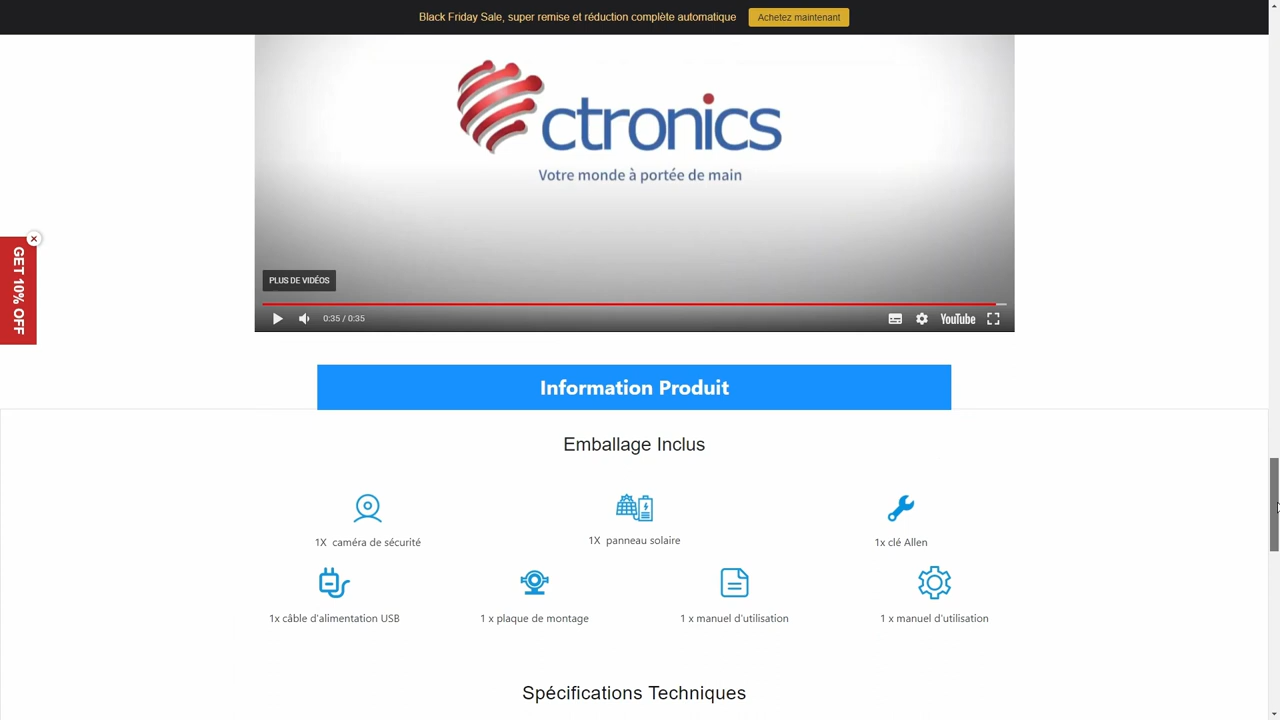 Black Friday Sale, super remise et réduction complète automatique Achetez maintenant
ctronics
Votre monde à portée de main
GET 10% OFF
PLUS DE VIDÉOS
0:35 / 0:35 YouTube
Information Produit
Emballage Inclus
1X caméra de sécurité 1X panneau solaire 1x clé Allen
1x câble d'alimentation USB 1 x plaque de montage 1 x manuel d'utilisation 1 x manuel d'utilisation
Spécifications Techniques